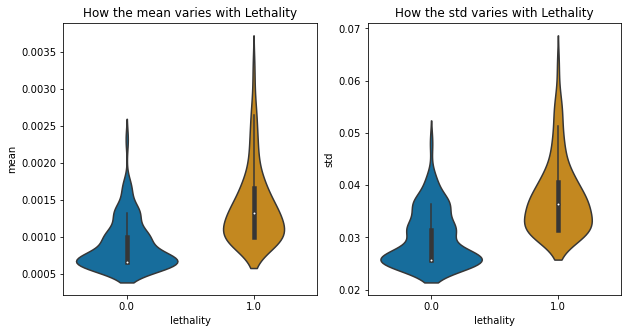 How the mean varies with Lethality
mean
0.0035
0.0030
0.0025
0.0020
0.0015
0.0010
0.0005
0.0
1.0
lethality
How the std varies with Lethality
std
0.07
0.06
0.05
0.04
0.03
0.02
0.0
1.0
lethality